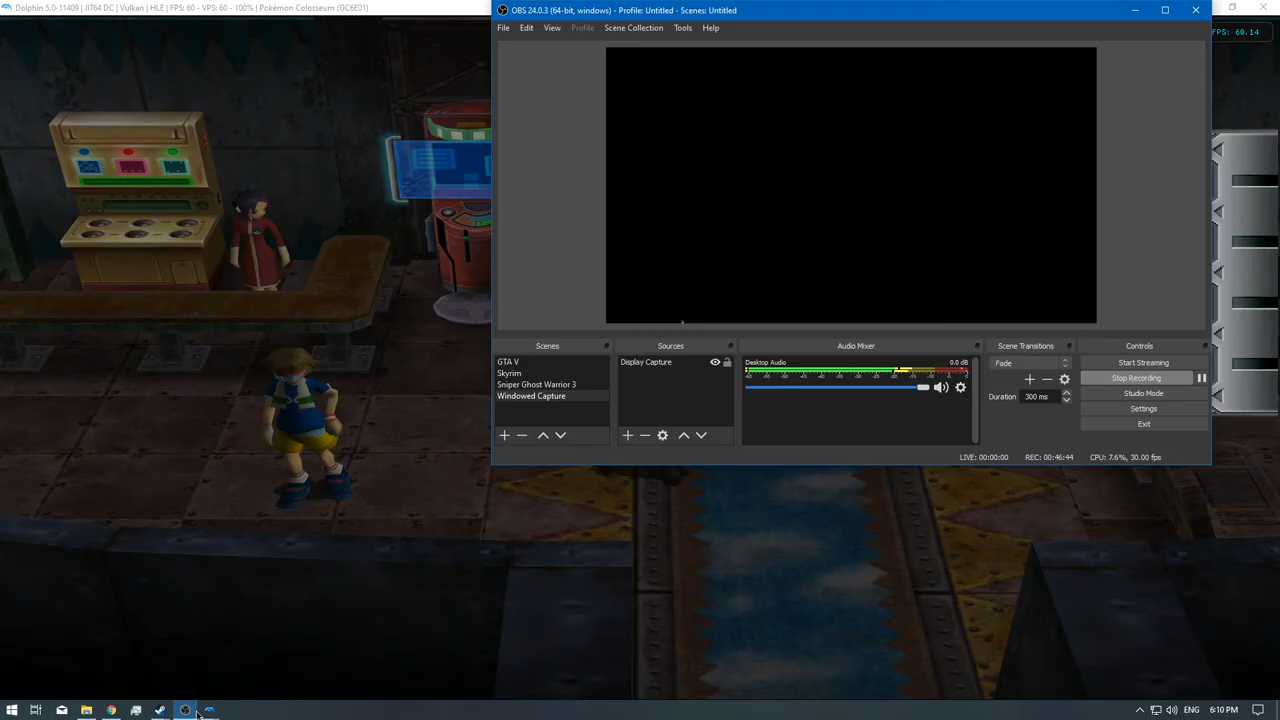 Dolphin 5.0-11409 | JIT64 DC | Vulkan | HLE | FPS: 60 - VPS: 60 - 100% | Pokémon Colosseum (GC6E01)
OBS 24.0.3 (64-bit, windows) - Profile: Untitled - Scenes: Untitled
File Edit View Profile Scene Collection Tools Help
FPS: 60.14
Scenes
Sources
Audio Mixer
Scene Transitions
Controls
GTA V
Skyrim
Sniper Ghost Warrior 3
Windowed Capture
Display Capture
Desktop Audio
0.0 dB
Fade
Duration 300 ms
Start Streaming
Stop Recording
Studio Mode
Settings
Exit
LIVE: 00:00:00 REC: 00:46:44 CPU: 7.6%, 30.00 fps
ENG 6:10 PM